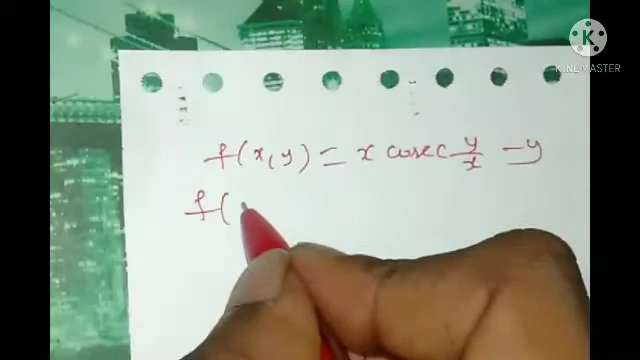 f(x,y) = x cosec y/x - y
f(
K
KINEMASTER